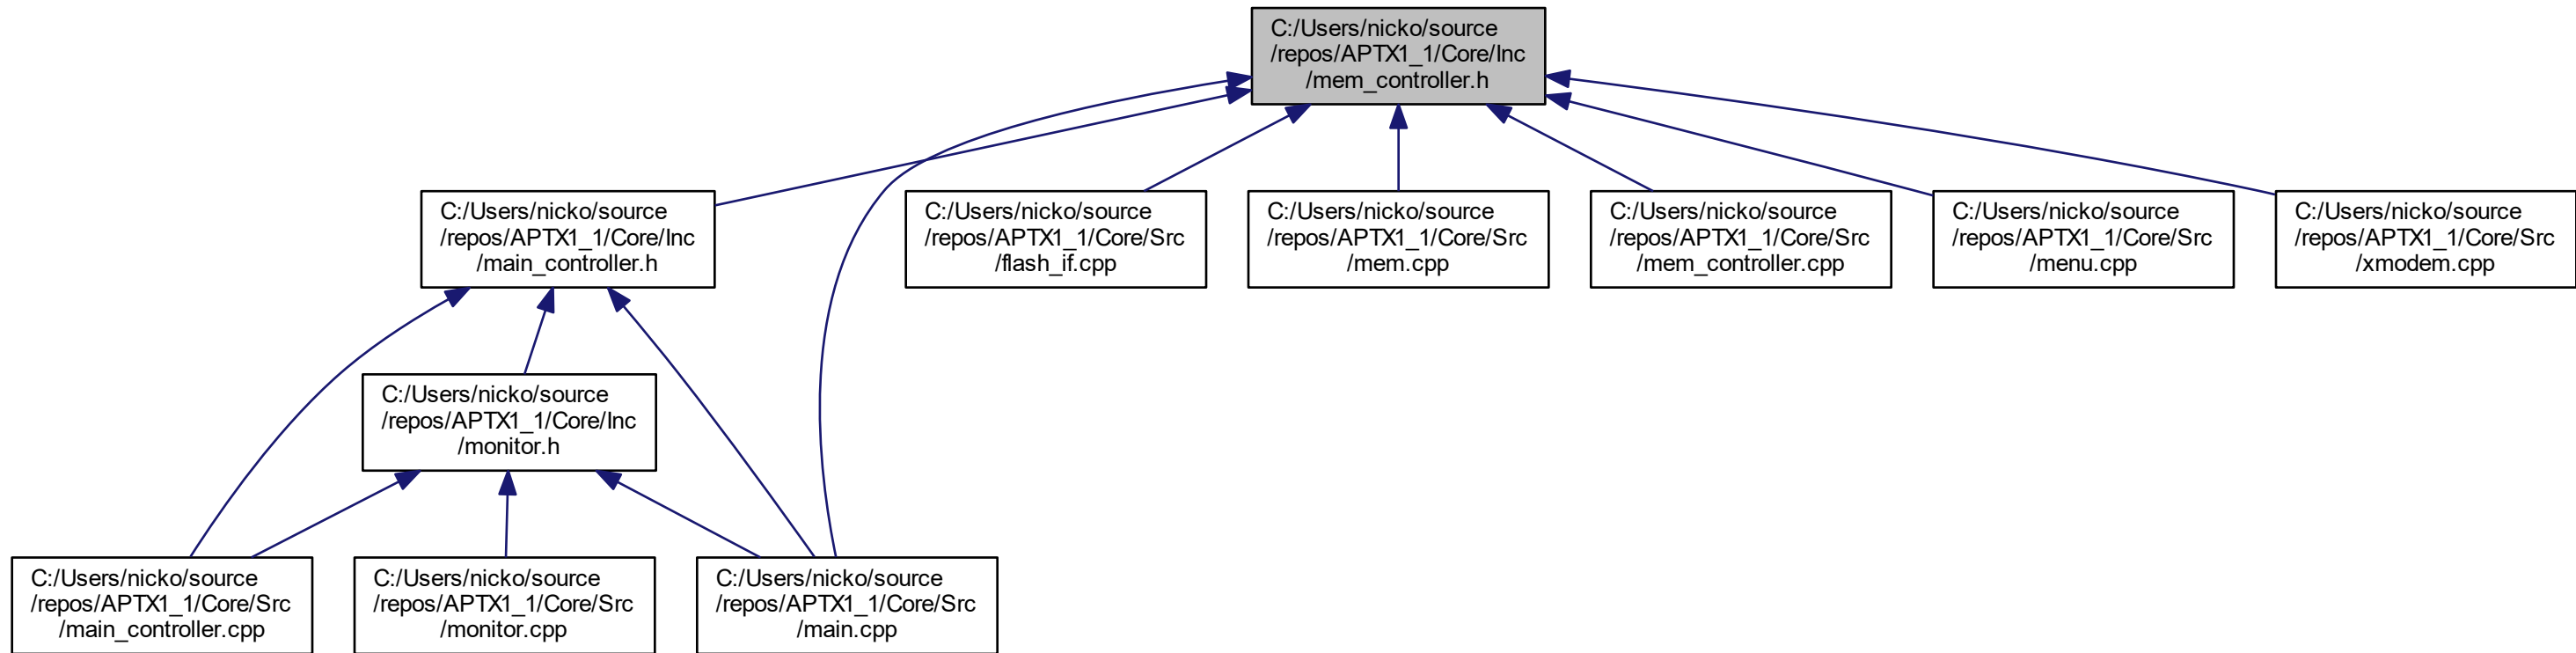 C:/Users/nicko/source
/repos/APTX1_1/Core/Inc
/mem_controller.h
C:/Users/nicko/source
/repos/APTX1_1/Core/Inc
/main_controller.h
C:/Users/nicko/source
/repos/APTX1_1/Core/Src
/flash_if.cpp
C:/Users/nicko/source
/repos/APTX1_1/Core/Src
/mem.cpp
C:/Users/nicko/source
/repos/APTX1_1/Core/Src
/mem_controller.cpp
C:/Users/nicko/source
/repos/APTX1_1/Core/Src
/menu.cpp
C:/Users/nicko/source
/repos/APTX1_1/Core/Src
/xmodem.cpp
C:/Users/nicko/source
/repos/APTX1_1/Core/Inc
/monitor.h
C:/Users/nicko/source
/repos/APTX1_1/Core/Src
/main_controller.cpp
C:/Users/nicko/source
/repos/APTX1_1/Core/Src
/monitor.cpp
C:/Users/nicko/source
/repos/APTX1_1/Core/Src
/main.cpp